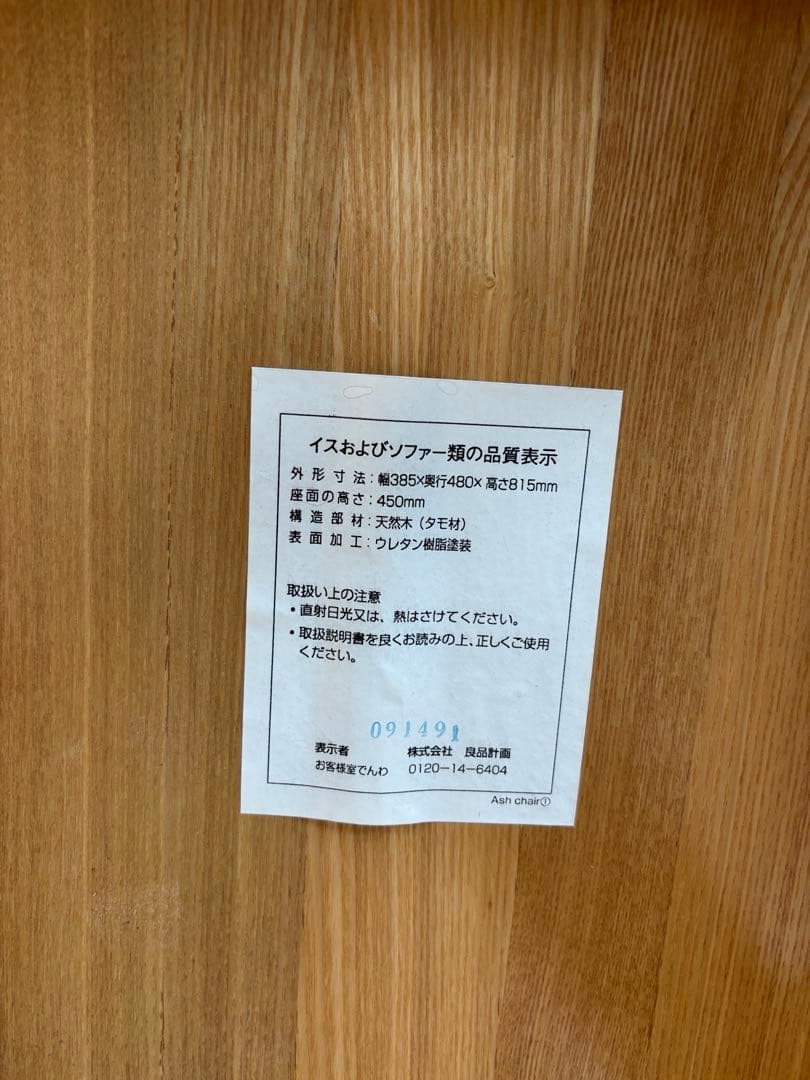 イスおよびソファー類の品質表示
外形寸法：幅385×奥行480×高さ815mm
座面の高さ：450mm
構造部材：天然木（タモ材）
表面加工：ウレタン樹脂塗装
取扱い上の注意
・直射日光又は、熱はさけてください。
・取扱説明書を良くお読みの上、正しくご使用
ください。
091491
表示者 株式会社 良品計画
お客様室でんわ 0120-14-6404
Ash chair①